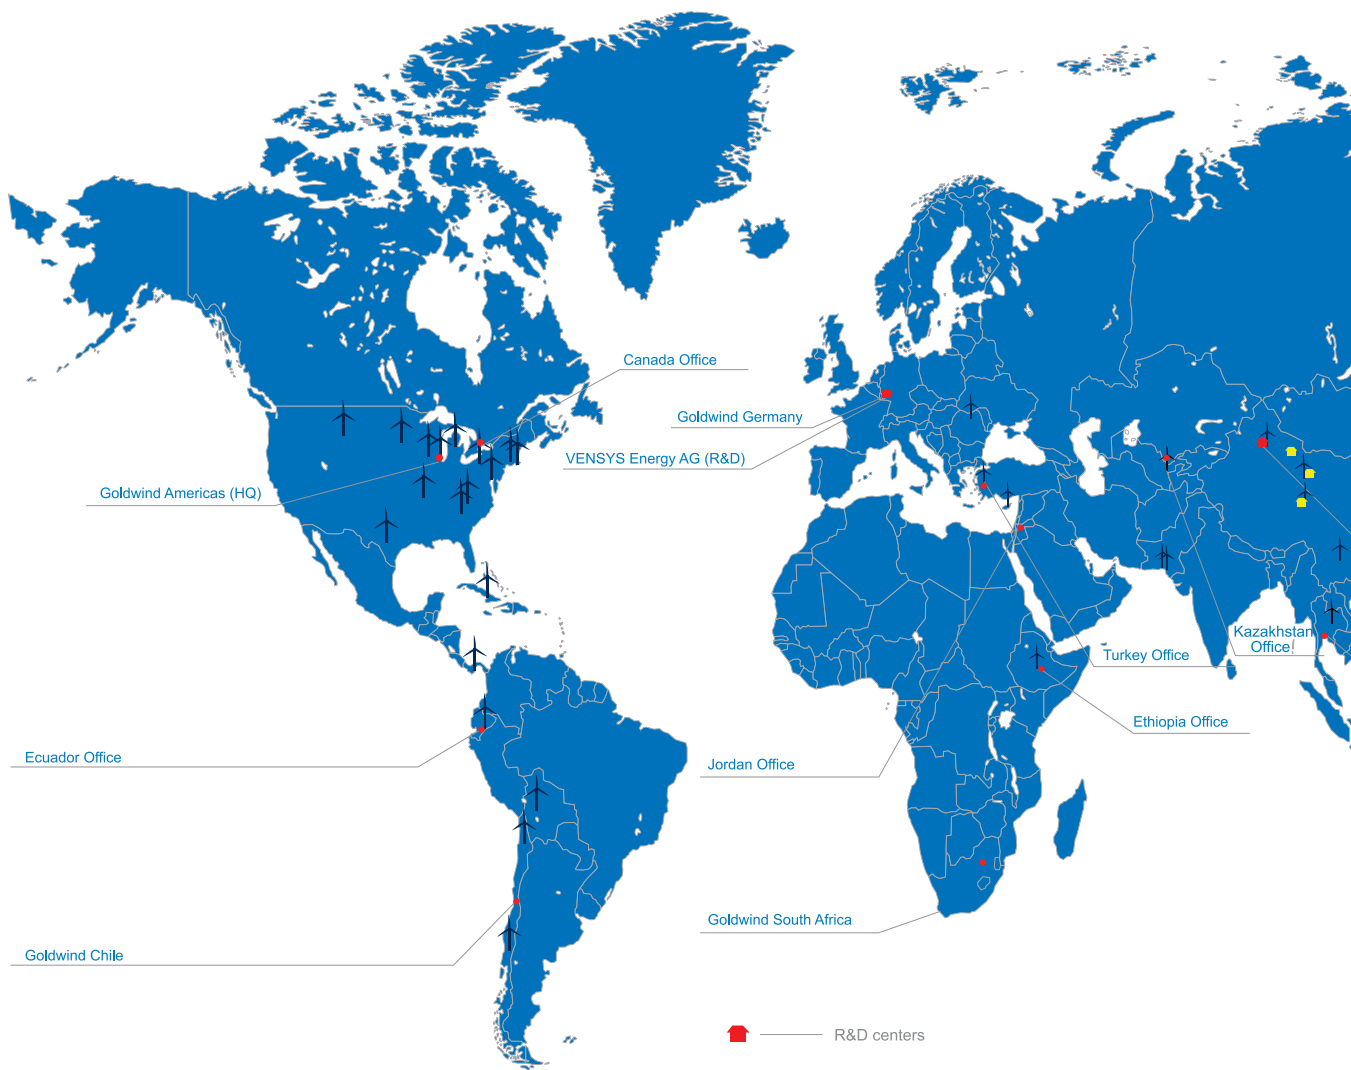 Canada Office
Goldwind Germany
VENSYS Energy AG (R&D)
Goldwind Americas (HQ)
Kazakhstan
Office
Turkey Office
Ethiopia Office
Ecuador Office
Jordan Office
Goldwind South Africa
Goldwind Chile
R&D centers